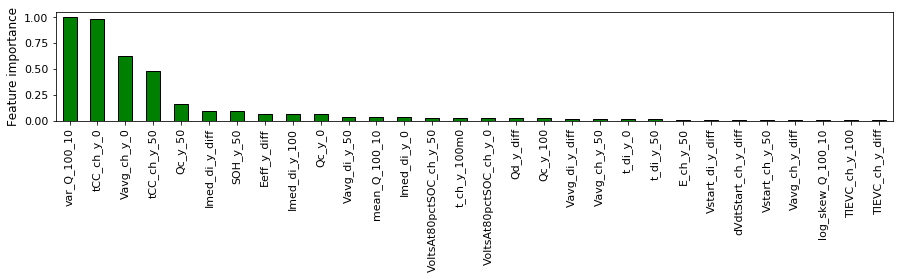 Feature importance
1.00
0.75
0.50
0.25
0.00
var_Q_100_10
tCC_ch_y_0
Vavg_ch_y_0
tCC_ch_y_50
Qc_y_50
Imed_di_y_diff
SOH_y_50
Eeff_y_diff
Imed_di_y_100
Qc_y_0
Vavg_di_y_50
mean_Q_100_10
Imed_di_y_0
VoltsAt80pctSOC_ch_y_50
t_ch_y_100m0
VoltsAt80pctSOC_ch_y_0
Qd_y_diff
Qc_y_100
Vavg_di_y_diff
Vavg_ch_y_50
t_di_y_0
t_di_y_50
E_ch_y_50
Vstart_di_y_diff
dVdtStart_ch_y_diff
Vstart_ch_y_50
Vavg_ch_y_diff
log_skew_Q_100_10
TIEVC_ch_y_100
TIEVC_ch_y_diff